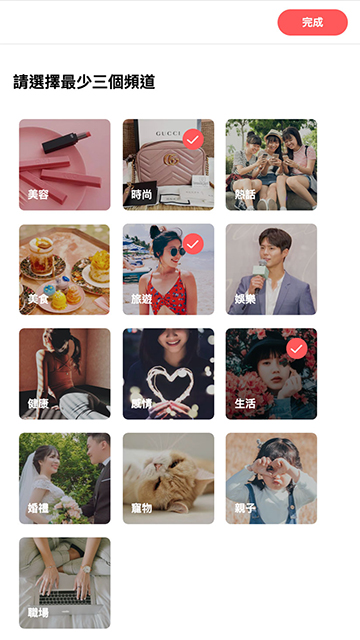 完成
請選擇最少三個頻道
GUCCI
美容
時尚
熱話
美食
旅遊
娛樂
健康
感情
生活
婚禮
寵物
親子
職場